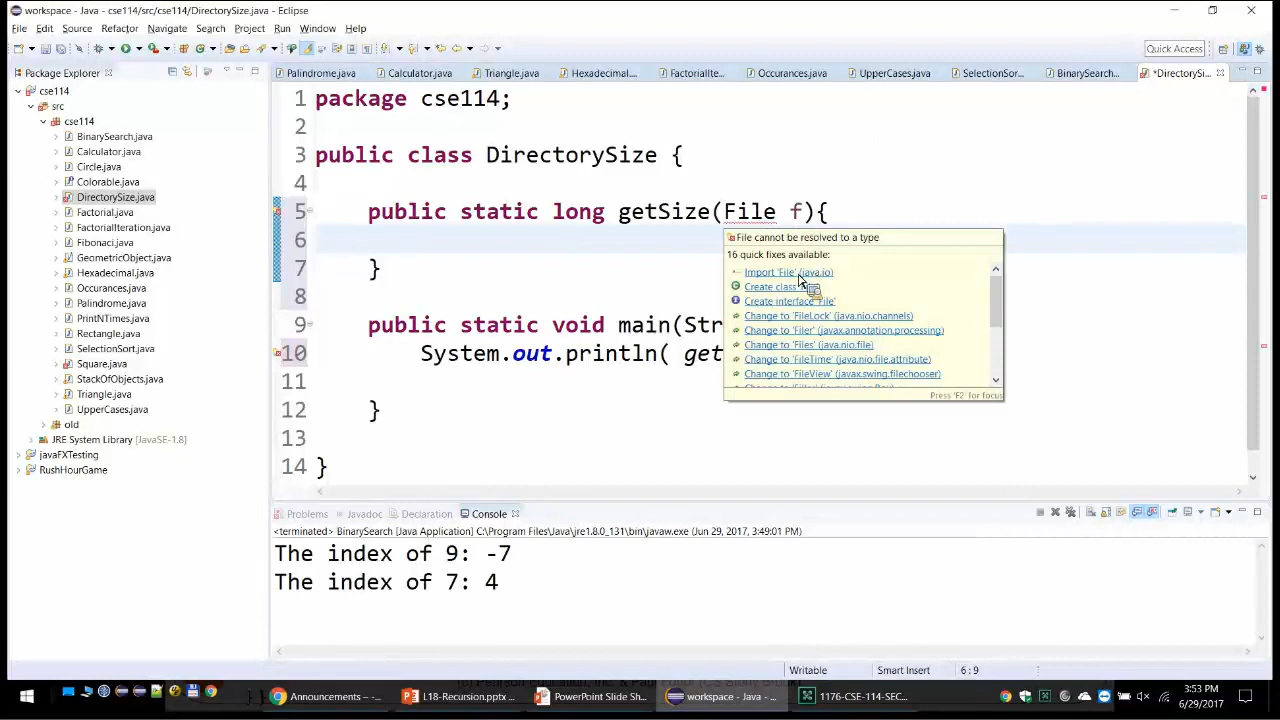 workspace - Java - cse114/src/cse114/DirectorySize.java - Eclipse
File Edit Source Refactor Navigate Search Project Run Window Help
Quick Access
Package Explorer
Palindrome.java Calculator.java Triangle.java Hexadecimal.... FactorialIte... Occurances.java UpperCases.java SelectionSor... BinarySearch... *DirectorySi...
cse114
src
cse114
BinarySearch.java
Calculator.java
Circle.java
Colorable.java
DirectorySize.java
Factorial.java
FactorialIteration.java
Fibonaci.java
GeometricObject.java
Hexadecimal.java
Occurances.java
Palindrome.java
PrintNTimes.java
Rectangle.java
SelectionSort.java
Square.java
StackOfObjects.java
Triangle.java
UpperCases.java
old
JRE System Library [JavaSE-1.8]
javaFXTesting
RushHourGame
1 package cse114;
2
3 public class DirectorySize {
4
5 public static long getSize(File f){
6
7 }
8
9 public static void main(Str
10 System.out.println( get
11
12 }
13
14 }
File cannot be resolved to a type
16 quick fixes available:
Import 'File' (java.io)
Create class
Create interface 'File'
Change to 'FileLock' (java.nio.channels)
Change to 'Filer' (javax.annotation.processing)
Change to 'Files' (java.nio.file)
Change to 'FileTime' (java.nio.file.attribute)
Change to 'FileView' (javax.swing.filechooser)
Press 'F2' for focus
Problems Javadoc Declaration Console
<terminated> BinarySearch [Java Application] C:\Program Files\Java\jre1.8.0_131\bin\javaw.exe (Jun 29, 2017, 3:49:01 PM)
The index of 9: -7
The index of 7: 4
Writable Smart Insert 6 : 9
Announcements – ... L18-Recursion.pptx ... PowerPoint Slide Sh... workspace - Java - ... 1176-CSE-114-SEC...
3:53 PM
6/29/2017